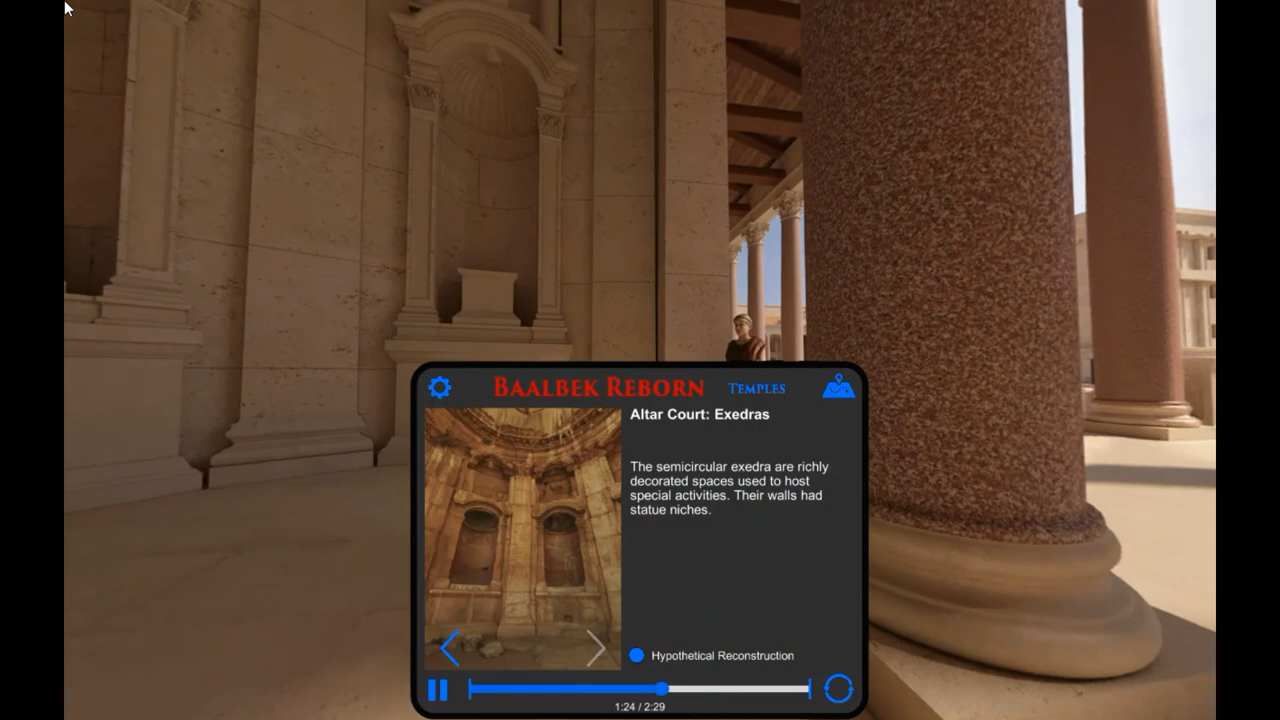 BAALBEK REBORN TEMPLES
Altar Court: Exedras
The semicircular exedra are richly
decorated spaces used to host
special activities. Their walls had
statue niches.
Hypothetical Reconstruction
1:24 / 2:29